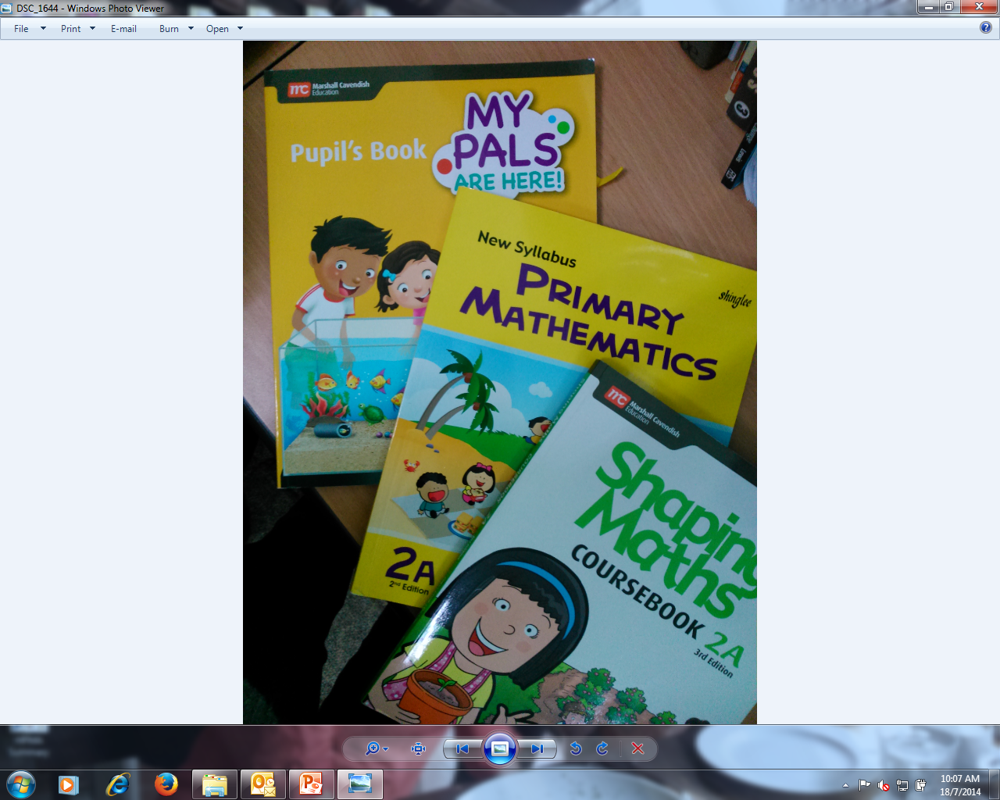 DSC_1644 - Windows Photo Viewer
File Print E-mail Burn Open
mc Marshall Cavendish
Education
Pupil's Book
MY
PALS
ARE HERE!
3
Lewis
New Syllabus
PRIMARY
MATHEMATICS
shinglee
2A
2nd Edition
mc Marshall Cavendish
Education
Shaping
Maths
COURSEBOOK 2A
3rd Edition
10:07 AM
18/7/2014